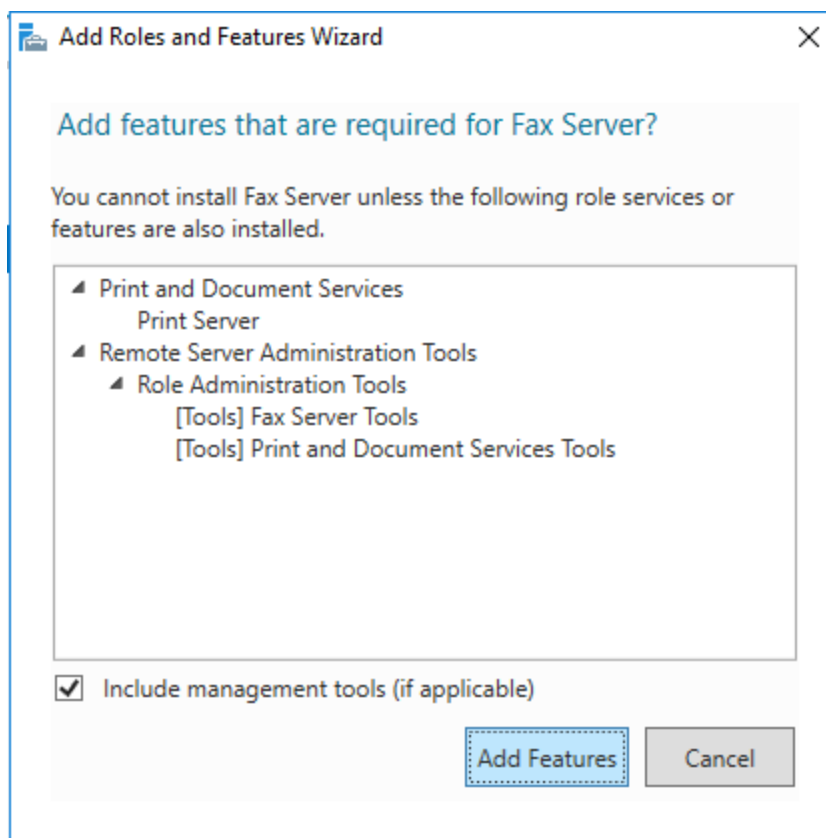 Add Roles and Features Wizard
Add features that are required for Fax Server?
You cannot install Fax Server unless the following role services or
features are also installed.
Print and Document Services
Print Server
Remote Server Administration Tools
Role Administration Tools
[Tools] Fax Server Tools
[Tools] Print and Document Services Tools
Include management tools (if applicable)
Add Features
Cancel